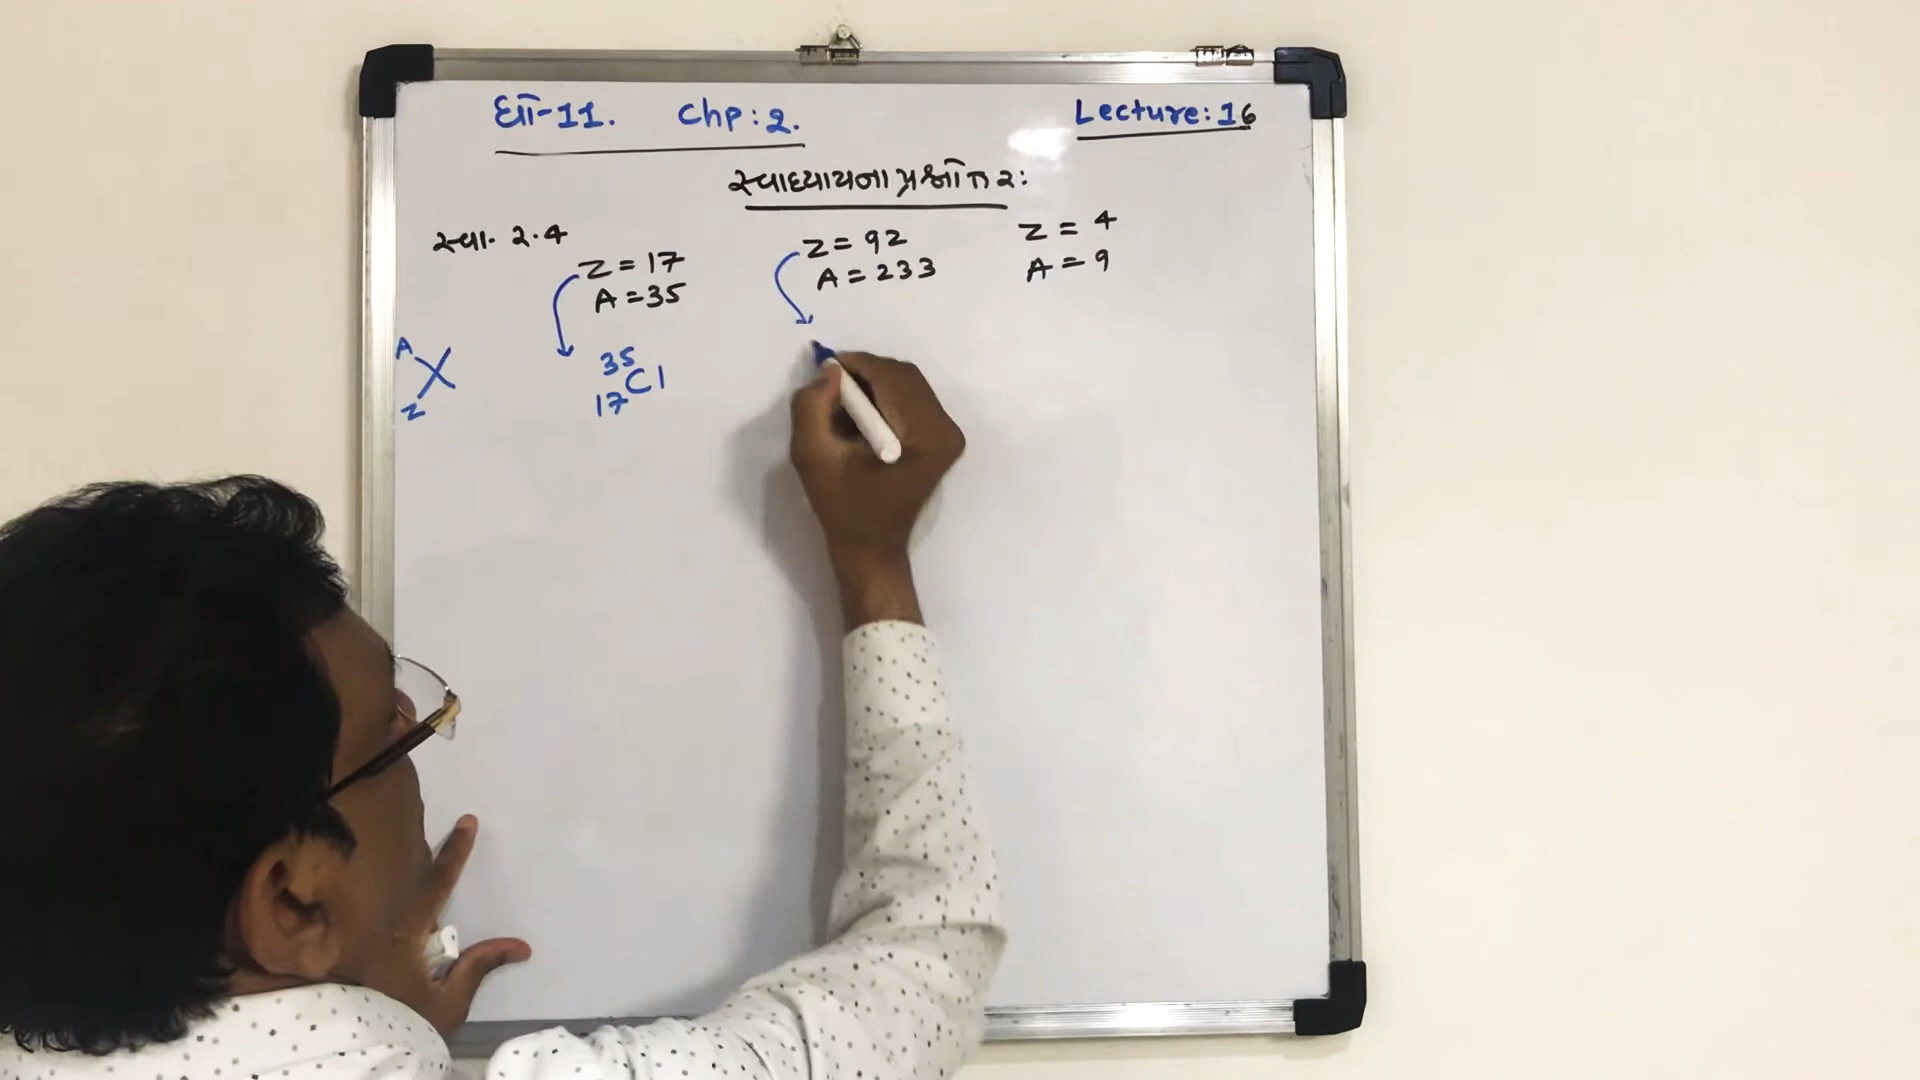 ધો-11. Chp: 2. Lecture: 16
સ્વાધ્યાયના પ્રશ્નોત્તર:
સ્વા. 2.4
Z = 17
A = 35
Z = 92
A = 233
Z = 4
A = 9
A
X
Z
35
Cl
17